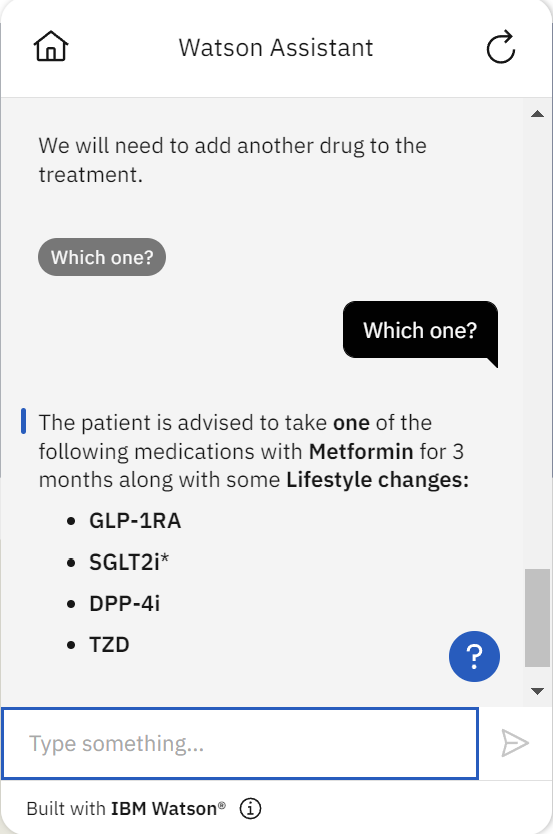 Watson Assistant
We will need to add another drug to the
treatment.
Which one?
Which one?
The patient is advised to take one of the
following medications with Metformin for 3
months along with some Lifestyle changes:
• GLP-1RA
• SGLT2i*
• DPP-4i
• TZD
?
Type something...
Built with IBM Watson®